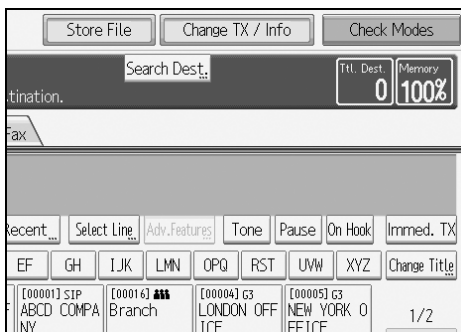 Store File Change TX / Info Check Modes
Search Dest. Ttl. Dest. Memory
tination. 0 100%
Fax
Recent Select Line Adv.Features Tone Pause On Hook Immed. TX
EF GH IJK LMN OPQ RST UVW XYZ Change Title
[00001] SIP [00016] [00004] G3 [00005] G3
F ABCD COMPA Branch LONDON OFF NEW YORK O 1/2
NY ICE FFICE